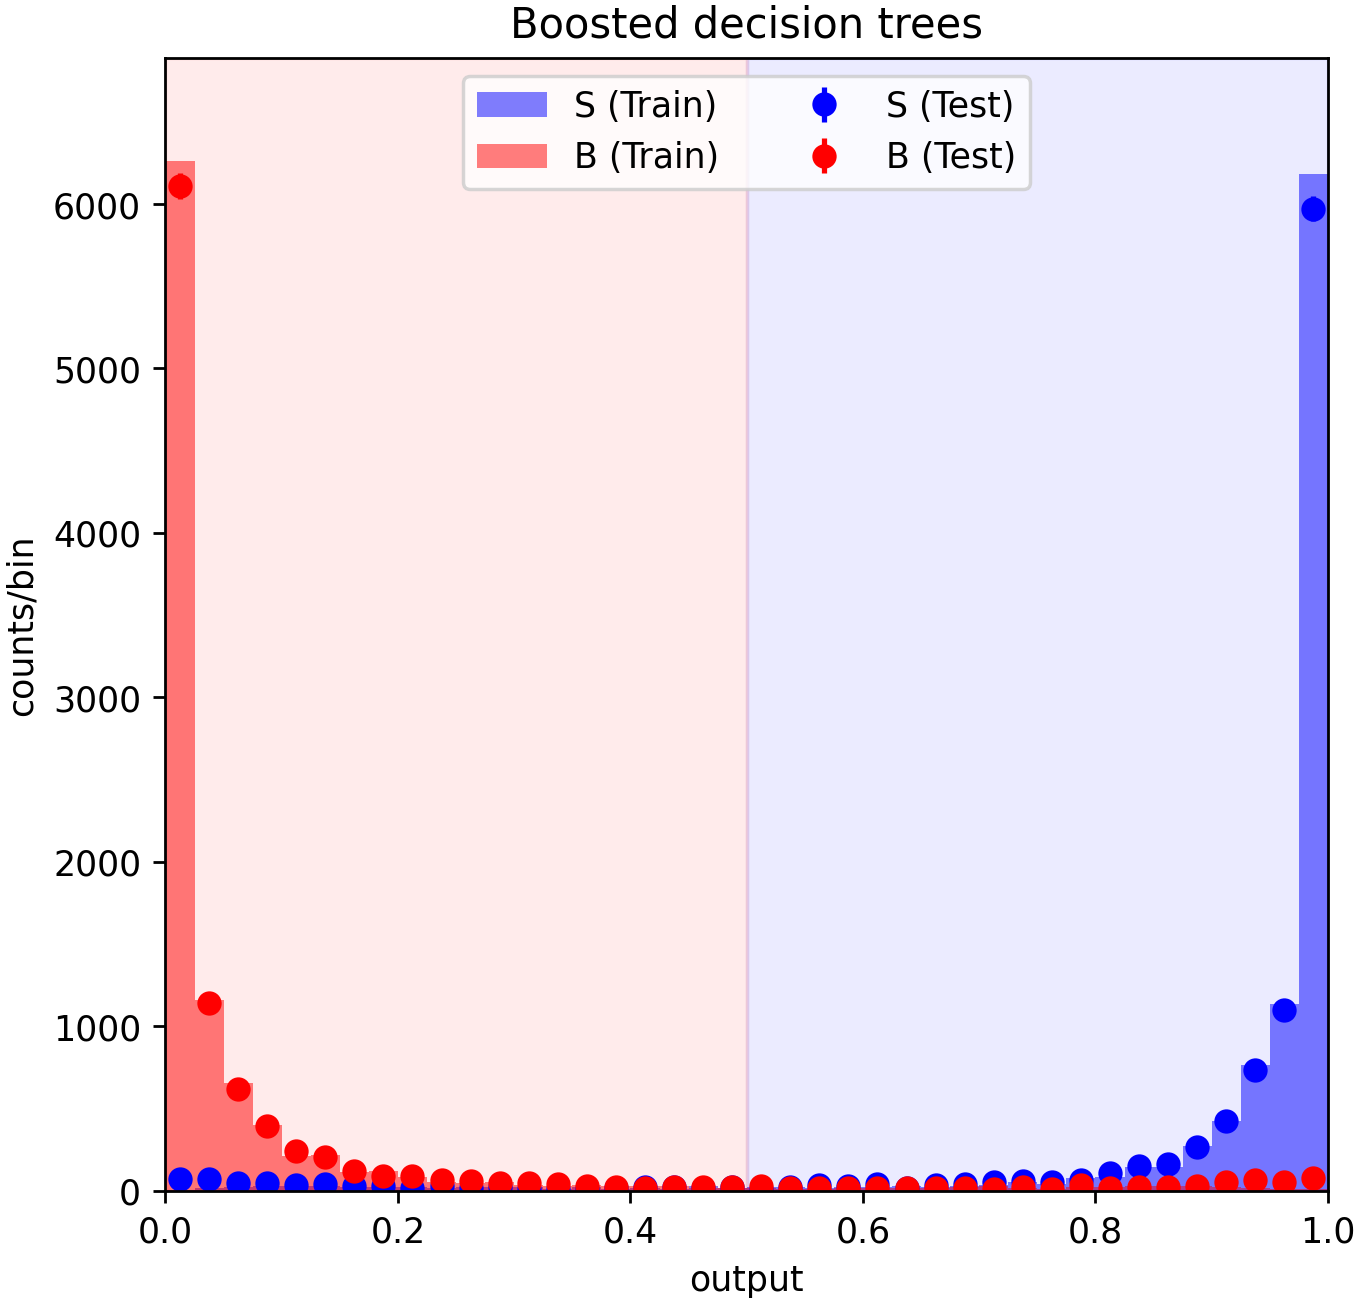 Boosted decision trees
S (Train)
B (Train)
S (Test)
B (Test)
counts/bin
6000
5000
4000
3000
2000
1000
0
0.0 0.2 0.4 0.6 0.8 1.0
output